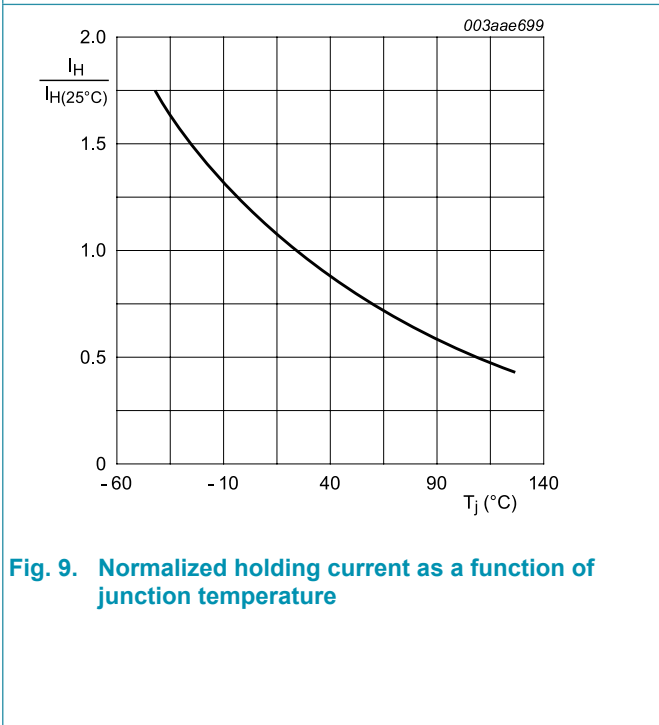 003aae699
2.0
I_H
I_H(25°C)
1.5
1.0
0.5
0
- 60
- 10
40
90
140
T_j (°C)
Fig. 9. Normalized holding current as a function of
junction temperature